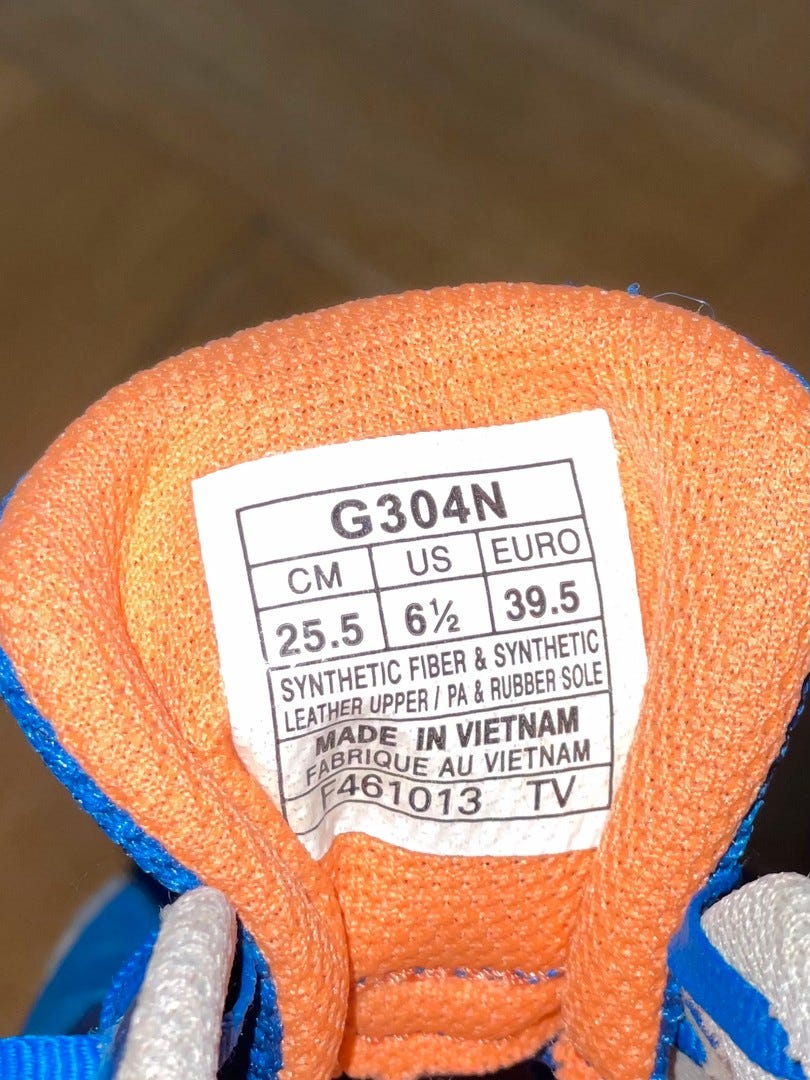 G304N
CM US EURO
25.5 6½ 39.5
SYNTHETIC FIBER & SYNTHETIC
LEATHER UPPER / PA & RUBBER SOLE
MADE IN VIETNAM
FABRIQUE AU VIETNAM
F461013 TV